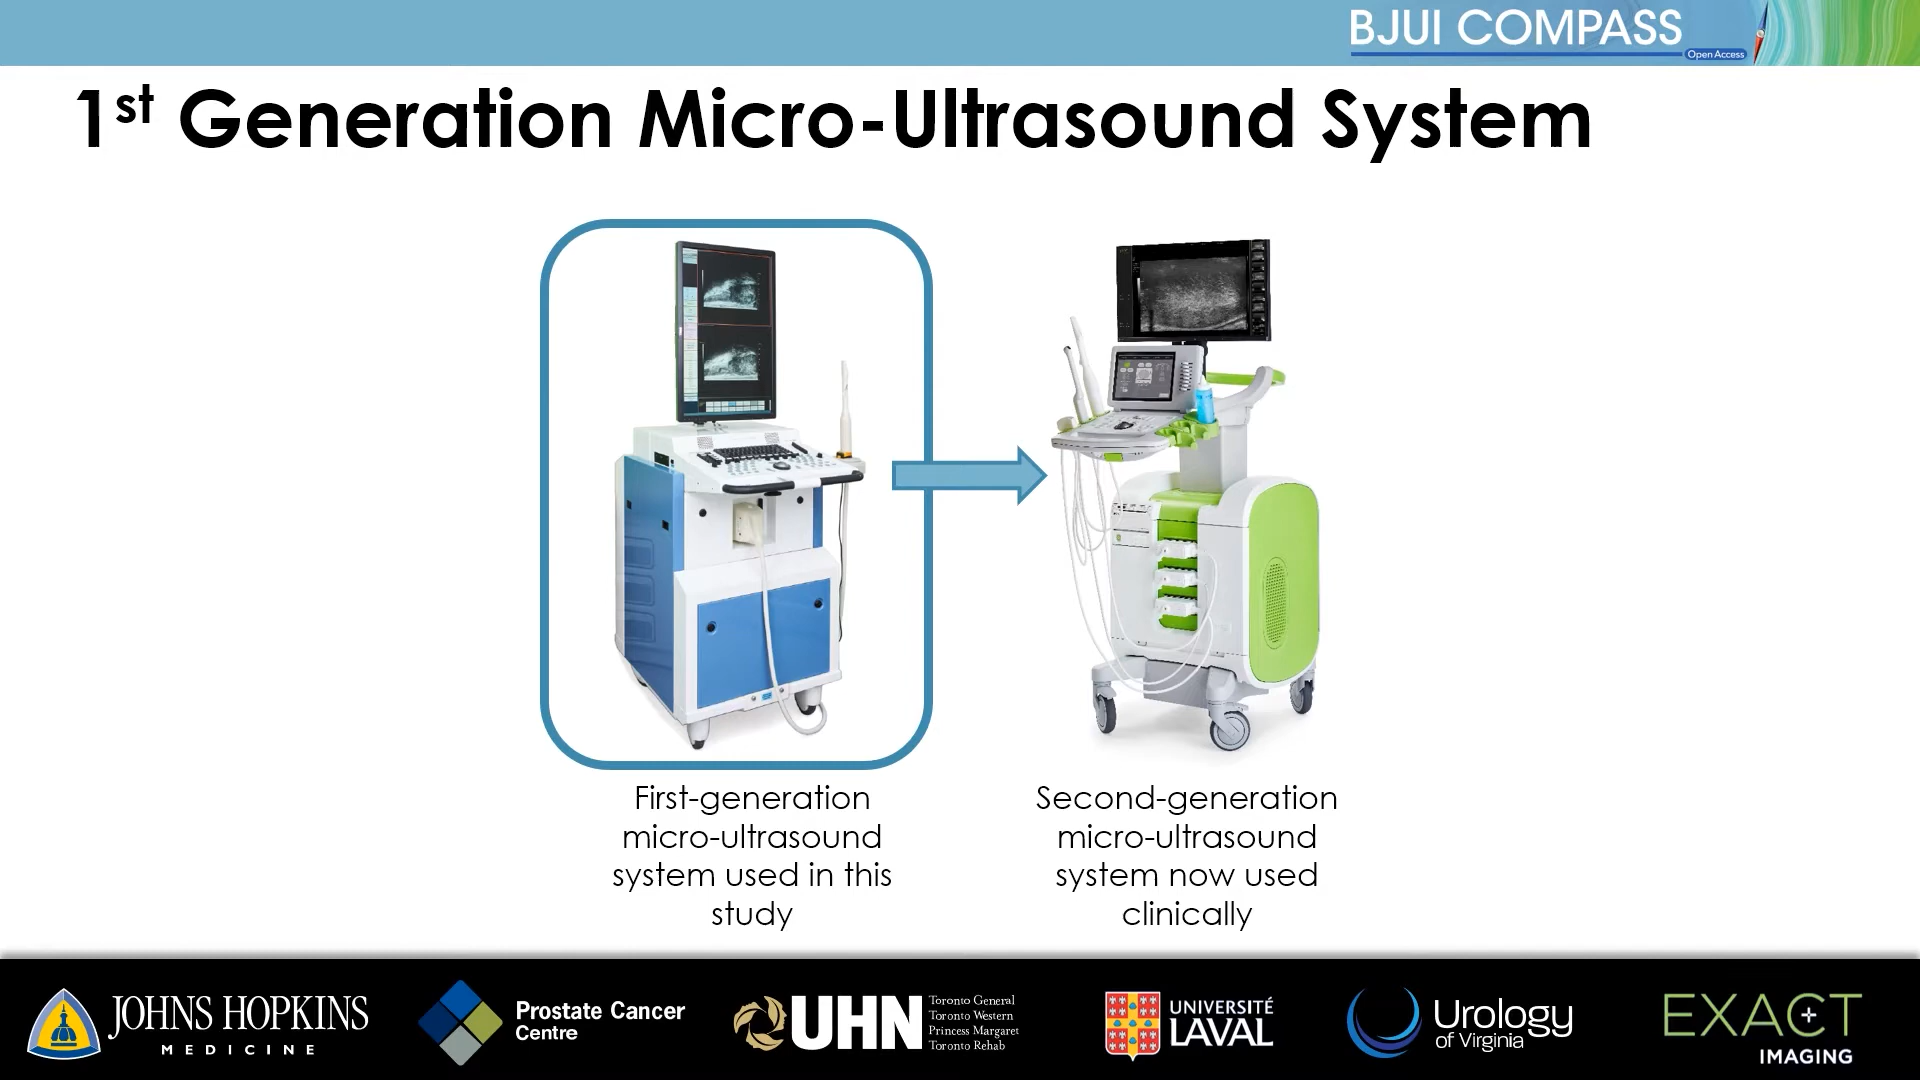 BJUI COMPASS
Open Access
1st Generation Micro-Ultrasound System
First-generation
micro-ultrasound
system used in this
study
Second-generation
micro-ultrasound
system now used
clinically
JOHNS HOPKINS
MEDICINE
Prostate Cancer
Centre
UHN
Toronto General
Toronto Western
Princess Margaret
Toronto Rehab
UNIVERSITÉ
LAVAL
Urology
of Virginia
EXACT
IMAGING